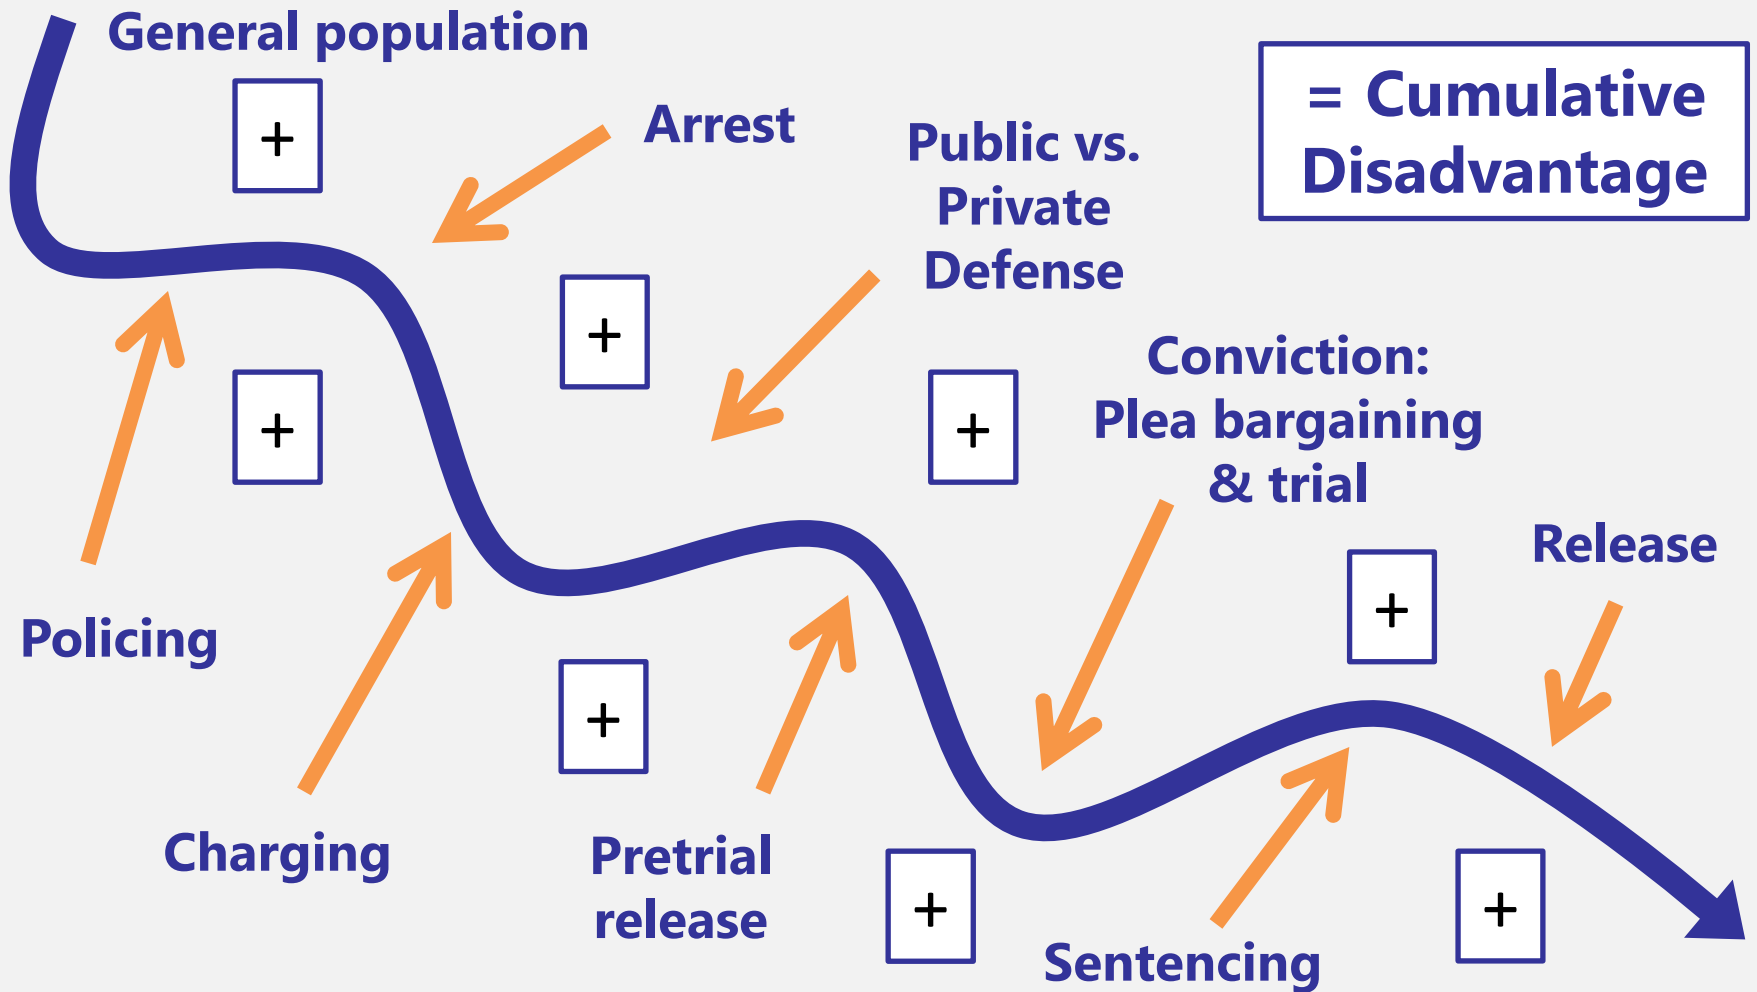 General population
+
Arrest
Public vs.
Private
Defense
= Cumulative
Disadvantage
+
+
+
Conviction:
Plea bargaining
& trial
Release
+
Policing
+
Charging
Pretrial
release
+
Sentencing
+